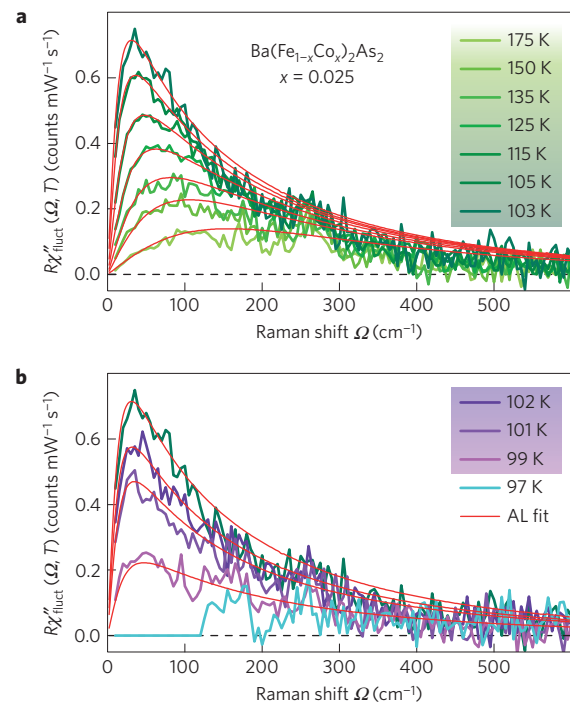 a
Ba(Fe₁₋ₓCoₓ)₂As₂
x = 0.025
175 K
150 K
135 K
125 K
115 K
105 K
103 K
Rχ″fluct (Ω, T) (counts mW⁻¹ s⁻¹)
0.6
0.4
0.2
0.0
0 100 200 300 400 500
Raman shift Ω (cm⁻¹)
b
102 K
101 K
99 K
97 K
AL fit
Rχ″fluct (Ω, T) (counts mW⁻¹ s⁻¹)
0.6
0.4
0.2
0.0
0 100 200 300 400 500
Raman shift Ω (cm⁻¹)